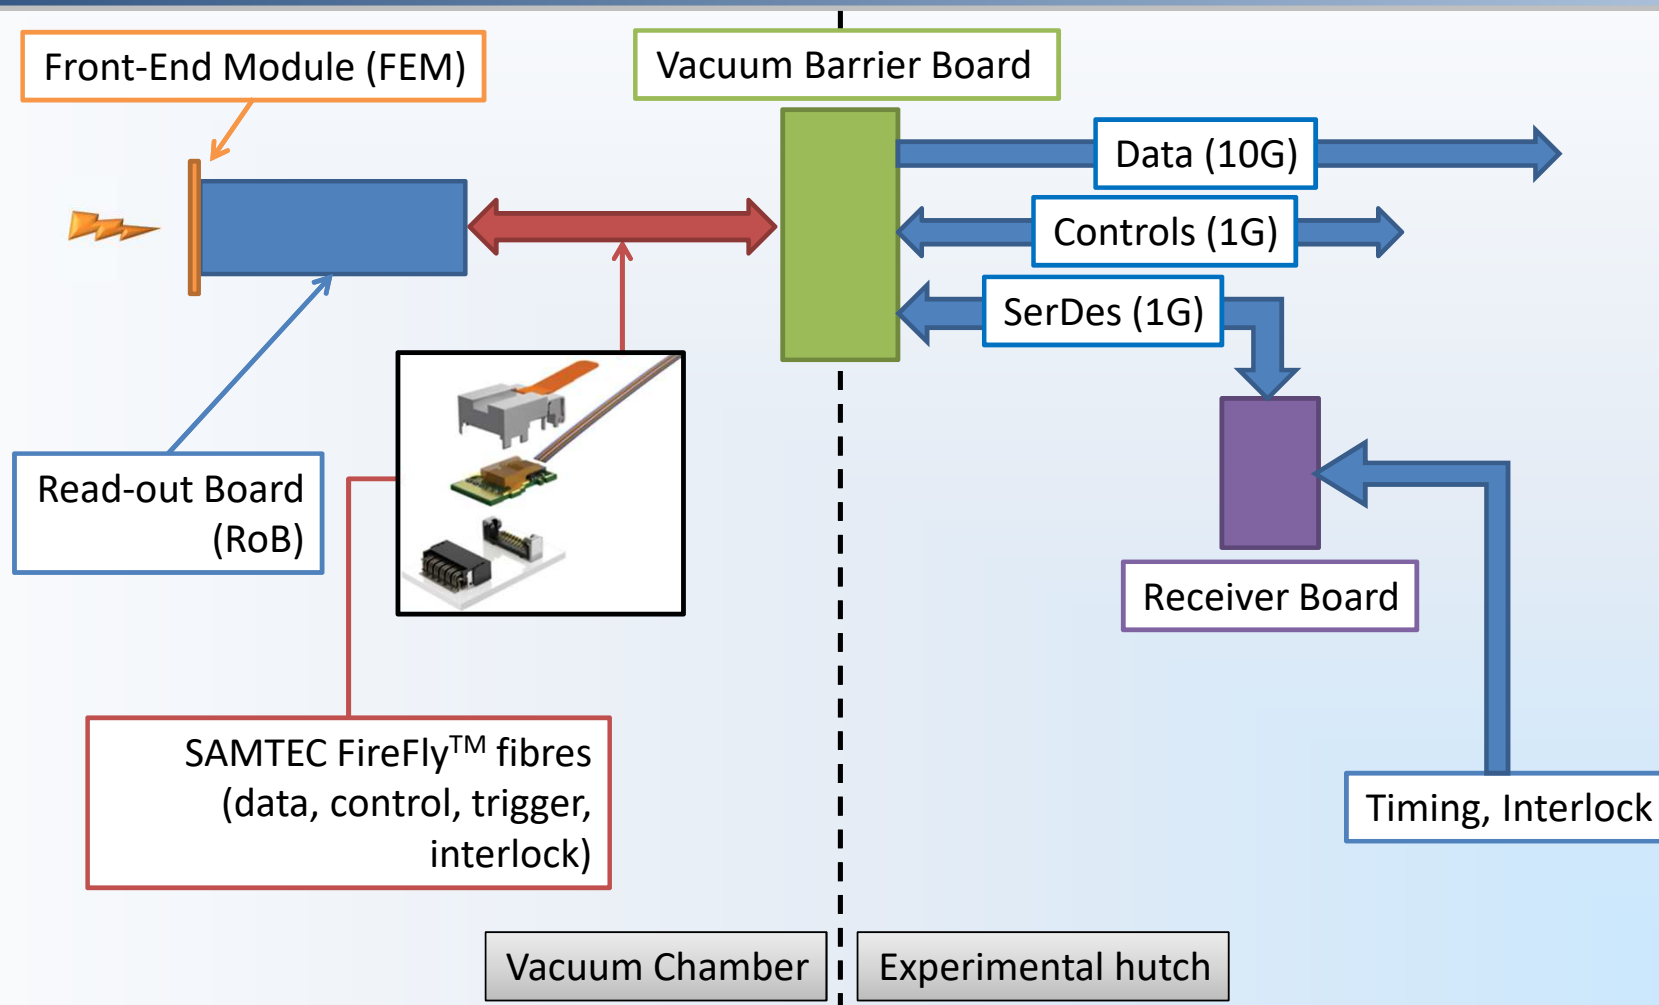 Front-End Module (FEM)
Vacuum Barrier Board
Data (10G)
Controls (1G)
SerDes (1G)
Read-out Board
(RoB)
Receiver Board
SAMTEC FireFly™ fibres
(data, control, trigger,
interlock)
Timing, Interlock
Vacuum Chamber
Experimental hutch